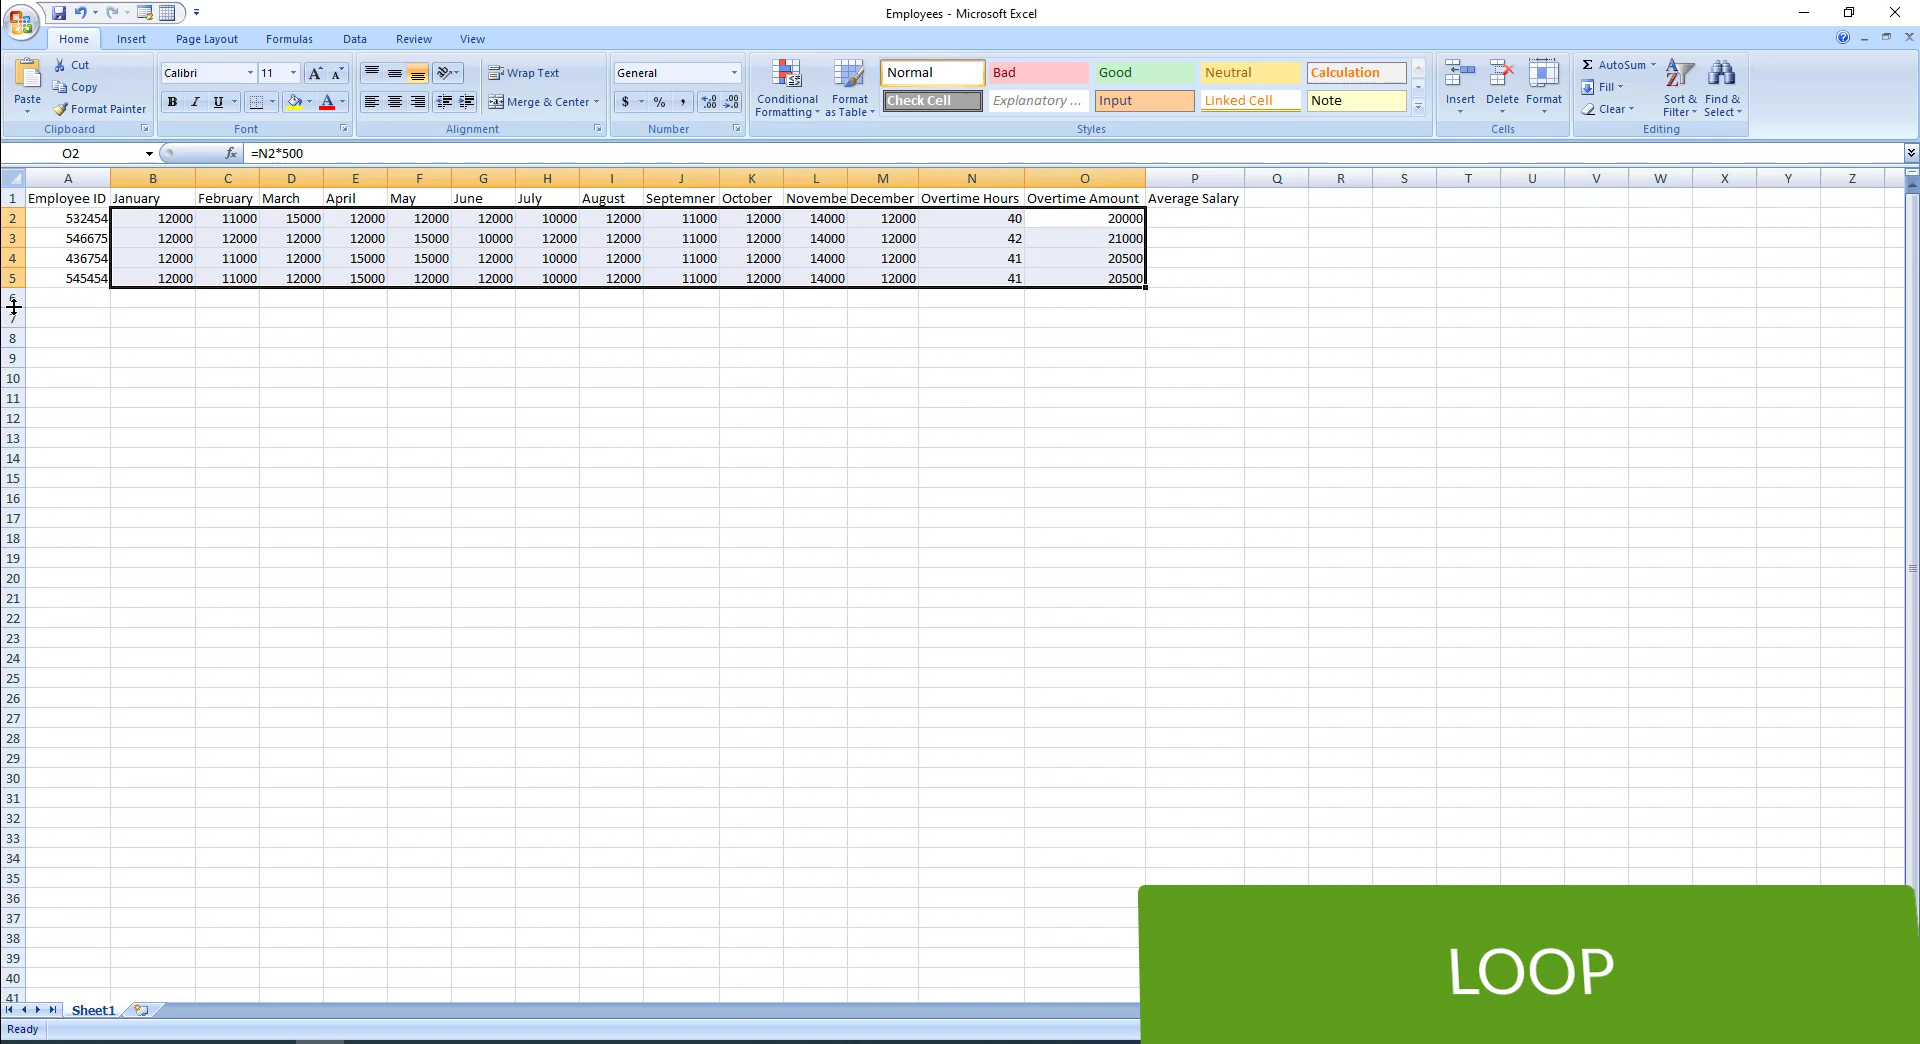 Employees - Microsoft Excel
Home Insert Page Layout Formulas Data Review View
Paste
Cut
Copy
Format Painter
Clipboard
Calibri 11
B I U
Font
Wrap Text
Merge & Center
Alignment
General
$ % ,
Number
Conditional Formatting
Format as Table
Normal Bad Good Neutral Calculation
Check Cell Explanatory ... Input Linked Cell Note
Styles
Insert Delete Format
Cells
Σ AutoSum
Fill
Clear
Sort & Filter
Find & Select
Editing
O2 fx =N2*500
A B C D E F G H I J K L M N O P Q R S T U V W X Y Z
1 Employee ID January February March April May June July August Septemner October Novembe December Overtime Hours Overtime Amount Average Salary
2 532454 12000 11000 15000 12000 12000 12000 10000 12000 11000 12000 14000 12000 40 20000
3 546675 12000 12000 12000 12000 15000 10000 12000 12000 11000 12000 14000 12000 42 21000
4 436754 12000 11000 12000 15000 15000 12000 10000 12000 11000 12000 14000 12000 41 20500
5 545454 12000 11000 12000 15000 12000 12000 10000 12000 11000 12000 14000 12000 41 20500
6
7
8
9
10
11
12
13
14
15
16
17
18
19
20
21
22
23
24
25
26
27
28
29
30
31
32
33
34
35
36
37
38
39
40
41
LOOP
Sheet1
Ready